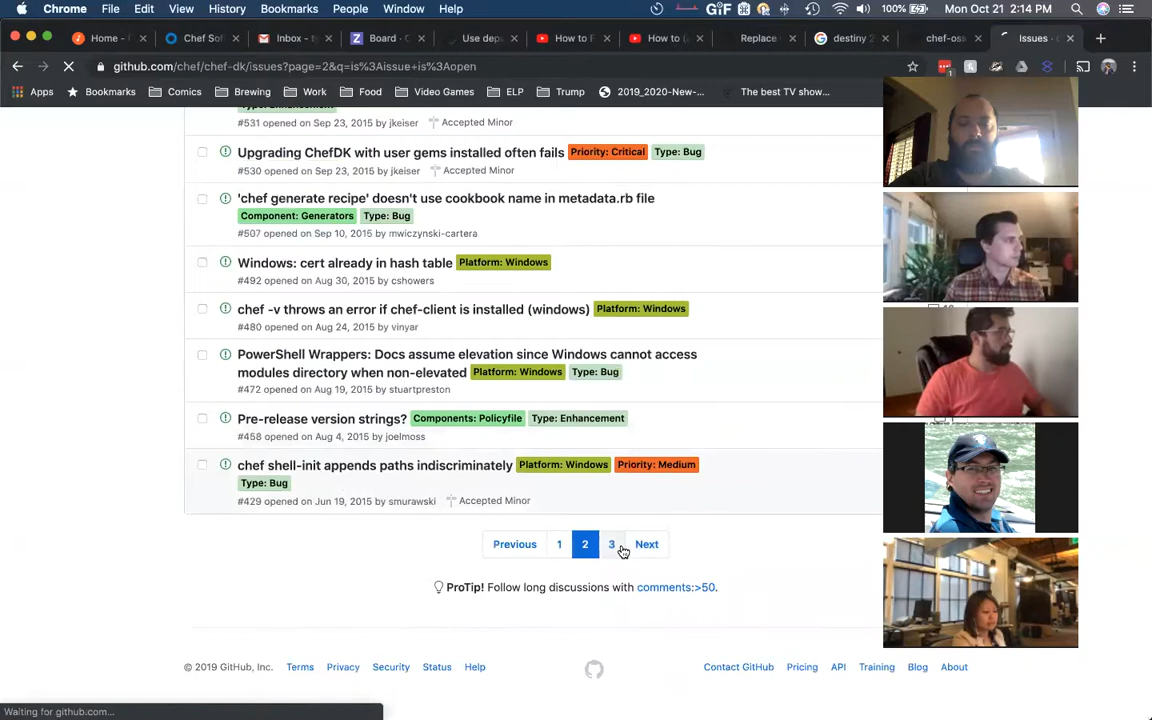 Chrome File Edit View History Bookmarks People Window Help GIF 100% Mon Oct 21 2:14 PM
Home - Chef Sof Inbox - ty Board - C Use dep How to F How to ( Replace destiny 2 chef-oss Issues · c
github.com/chef/chef-dk/issues?page=2&q=is%3Aissue+is%3Aopen
Apps Bookmarks Comics Brewing Work Food Video Games ELP Trump 2019_2020-New-... The best TV show...
#531 opened on Sep 23, 2015 by jkeiser Accepted Minor
Upgrading ChefDK with user gems installed often fails Priority: Critical Type: Bug
#530 opened on Sep 23, 2015 by jkeiser Accepted Minor
'chef generate recipe' doesn't use cookbook name in metadata.rb file
Component: Generators Type: Bug
#507 opened on Sep 10, 2015 by mwiczynski-cartera
Windows: cert already in hash table Platform: Windows
#492 opened on Aug 30, 2015 by cshowers
chef -v throws an error if chef-client is installed (windows) Platform: Windows
#480 opened on Aug 24, 2015 by vinyar
PowerShell Wrappers: Docs assume elevation since Windows cannot access
modules directory when non-elevated Platform: Windows Type: Bug
#472 opened on Aug 19, 2015 by stuartpreston
Pre-release version strings? Components: Policyfile Type: Enhancement
#458 opened on Aug 4, 2015 by joelmoss
chef shell-init appends paths indiscriminately Platform: Windows Priority: Medium
Type: Bug
#429 opened on Jun 19, 2015 by smurawski Accepted Minor
Previous 1 2 3 Next
ProTip! Follow long discussions with comments:>50.
© 2019 GitHub, Inc. Terms Privacy Security Status Help Contact GitHub Pricing API Training Blog About
Waiting for github.com...